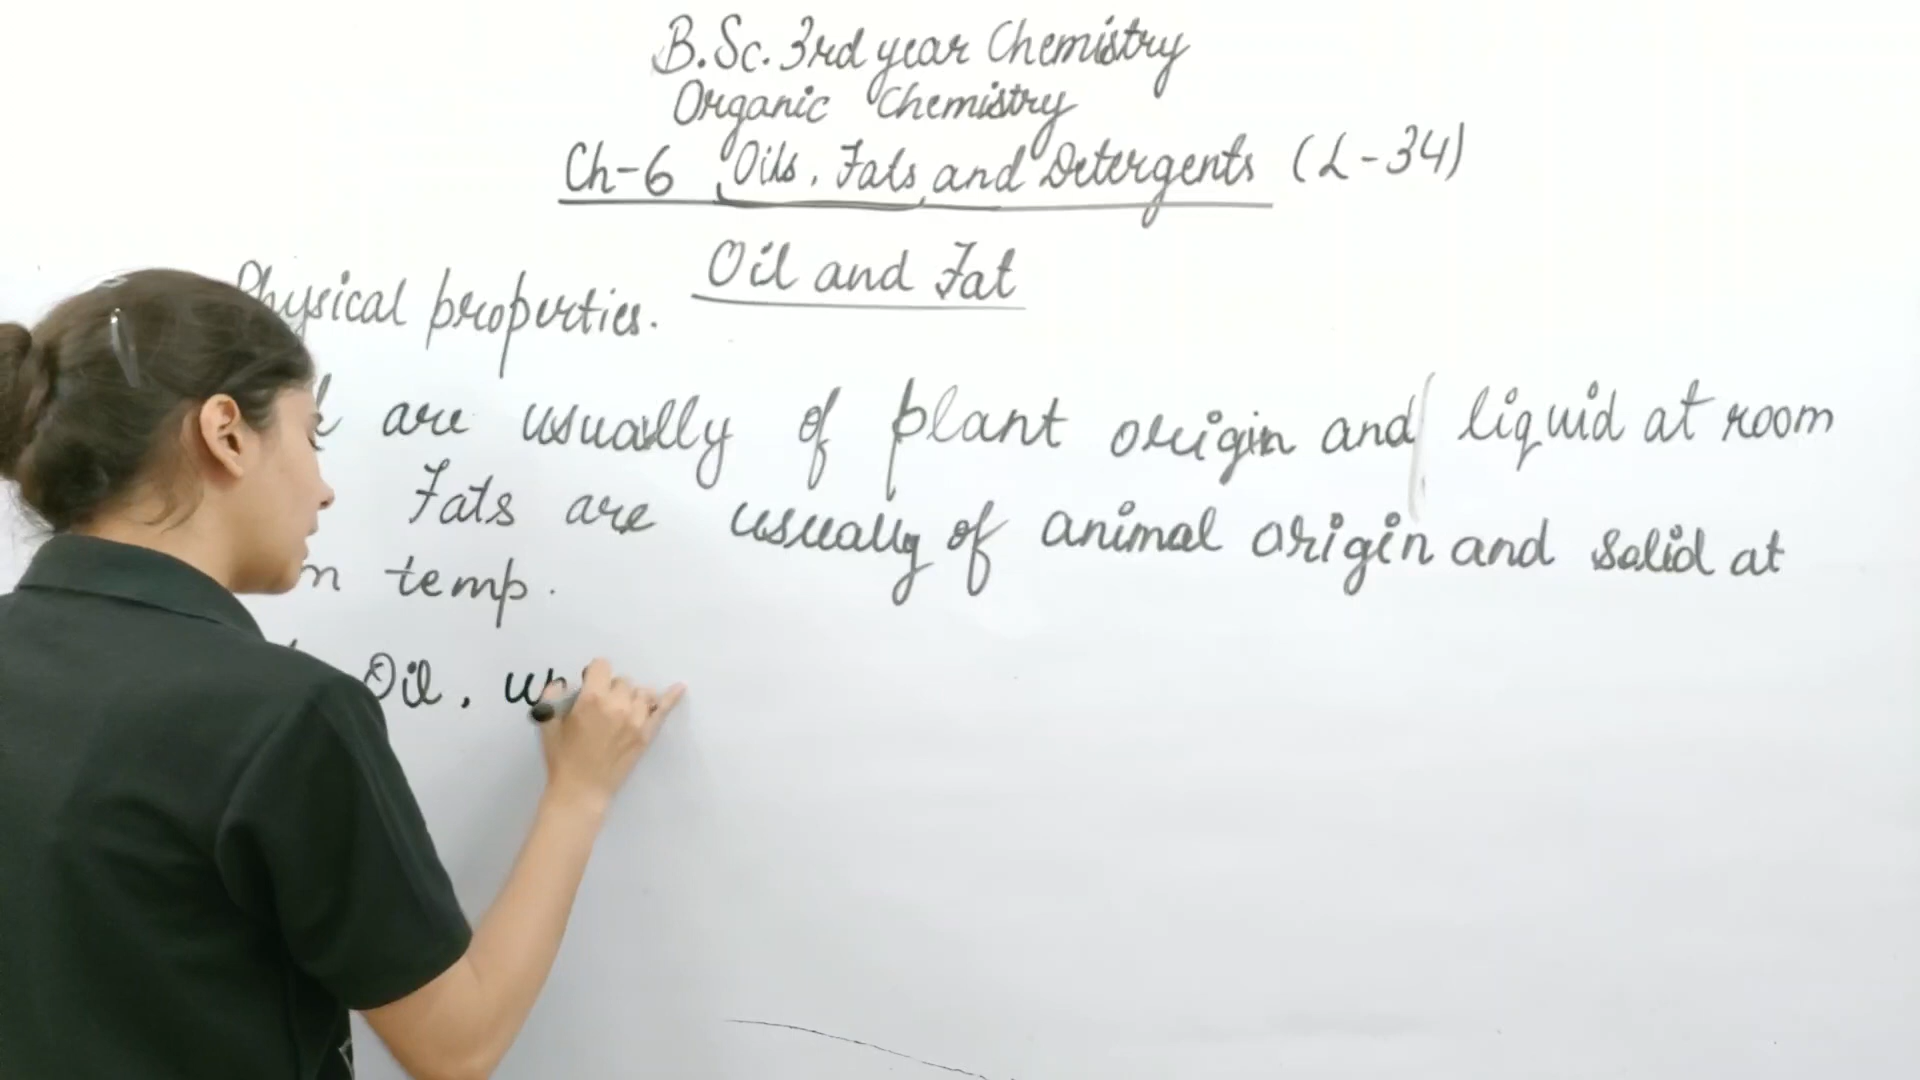 B.Sc. 3rd year Chemistry
Organic Chemistry
Ch-6 Oils, Fats and Detergents (L-34)
Oil and Fat
Physical properties.
are usually of plant origin and liquid at room
Fats are usually of animal origin and solid at
temp.
Oil,